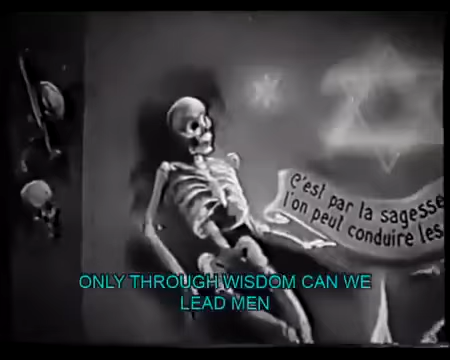 C'est par la sagesse
l'on peut conduire les
ONLY THROUGH WISDOM CAN WE
LEAD MEN